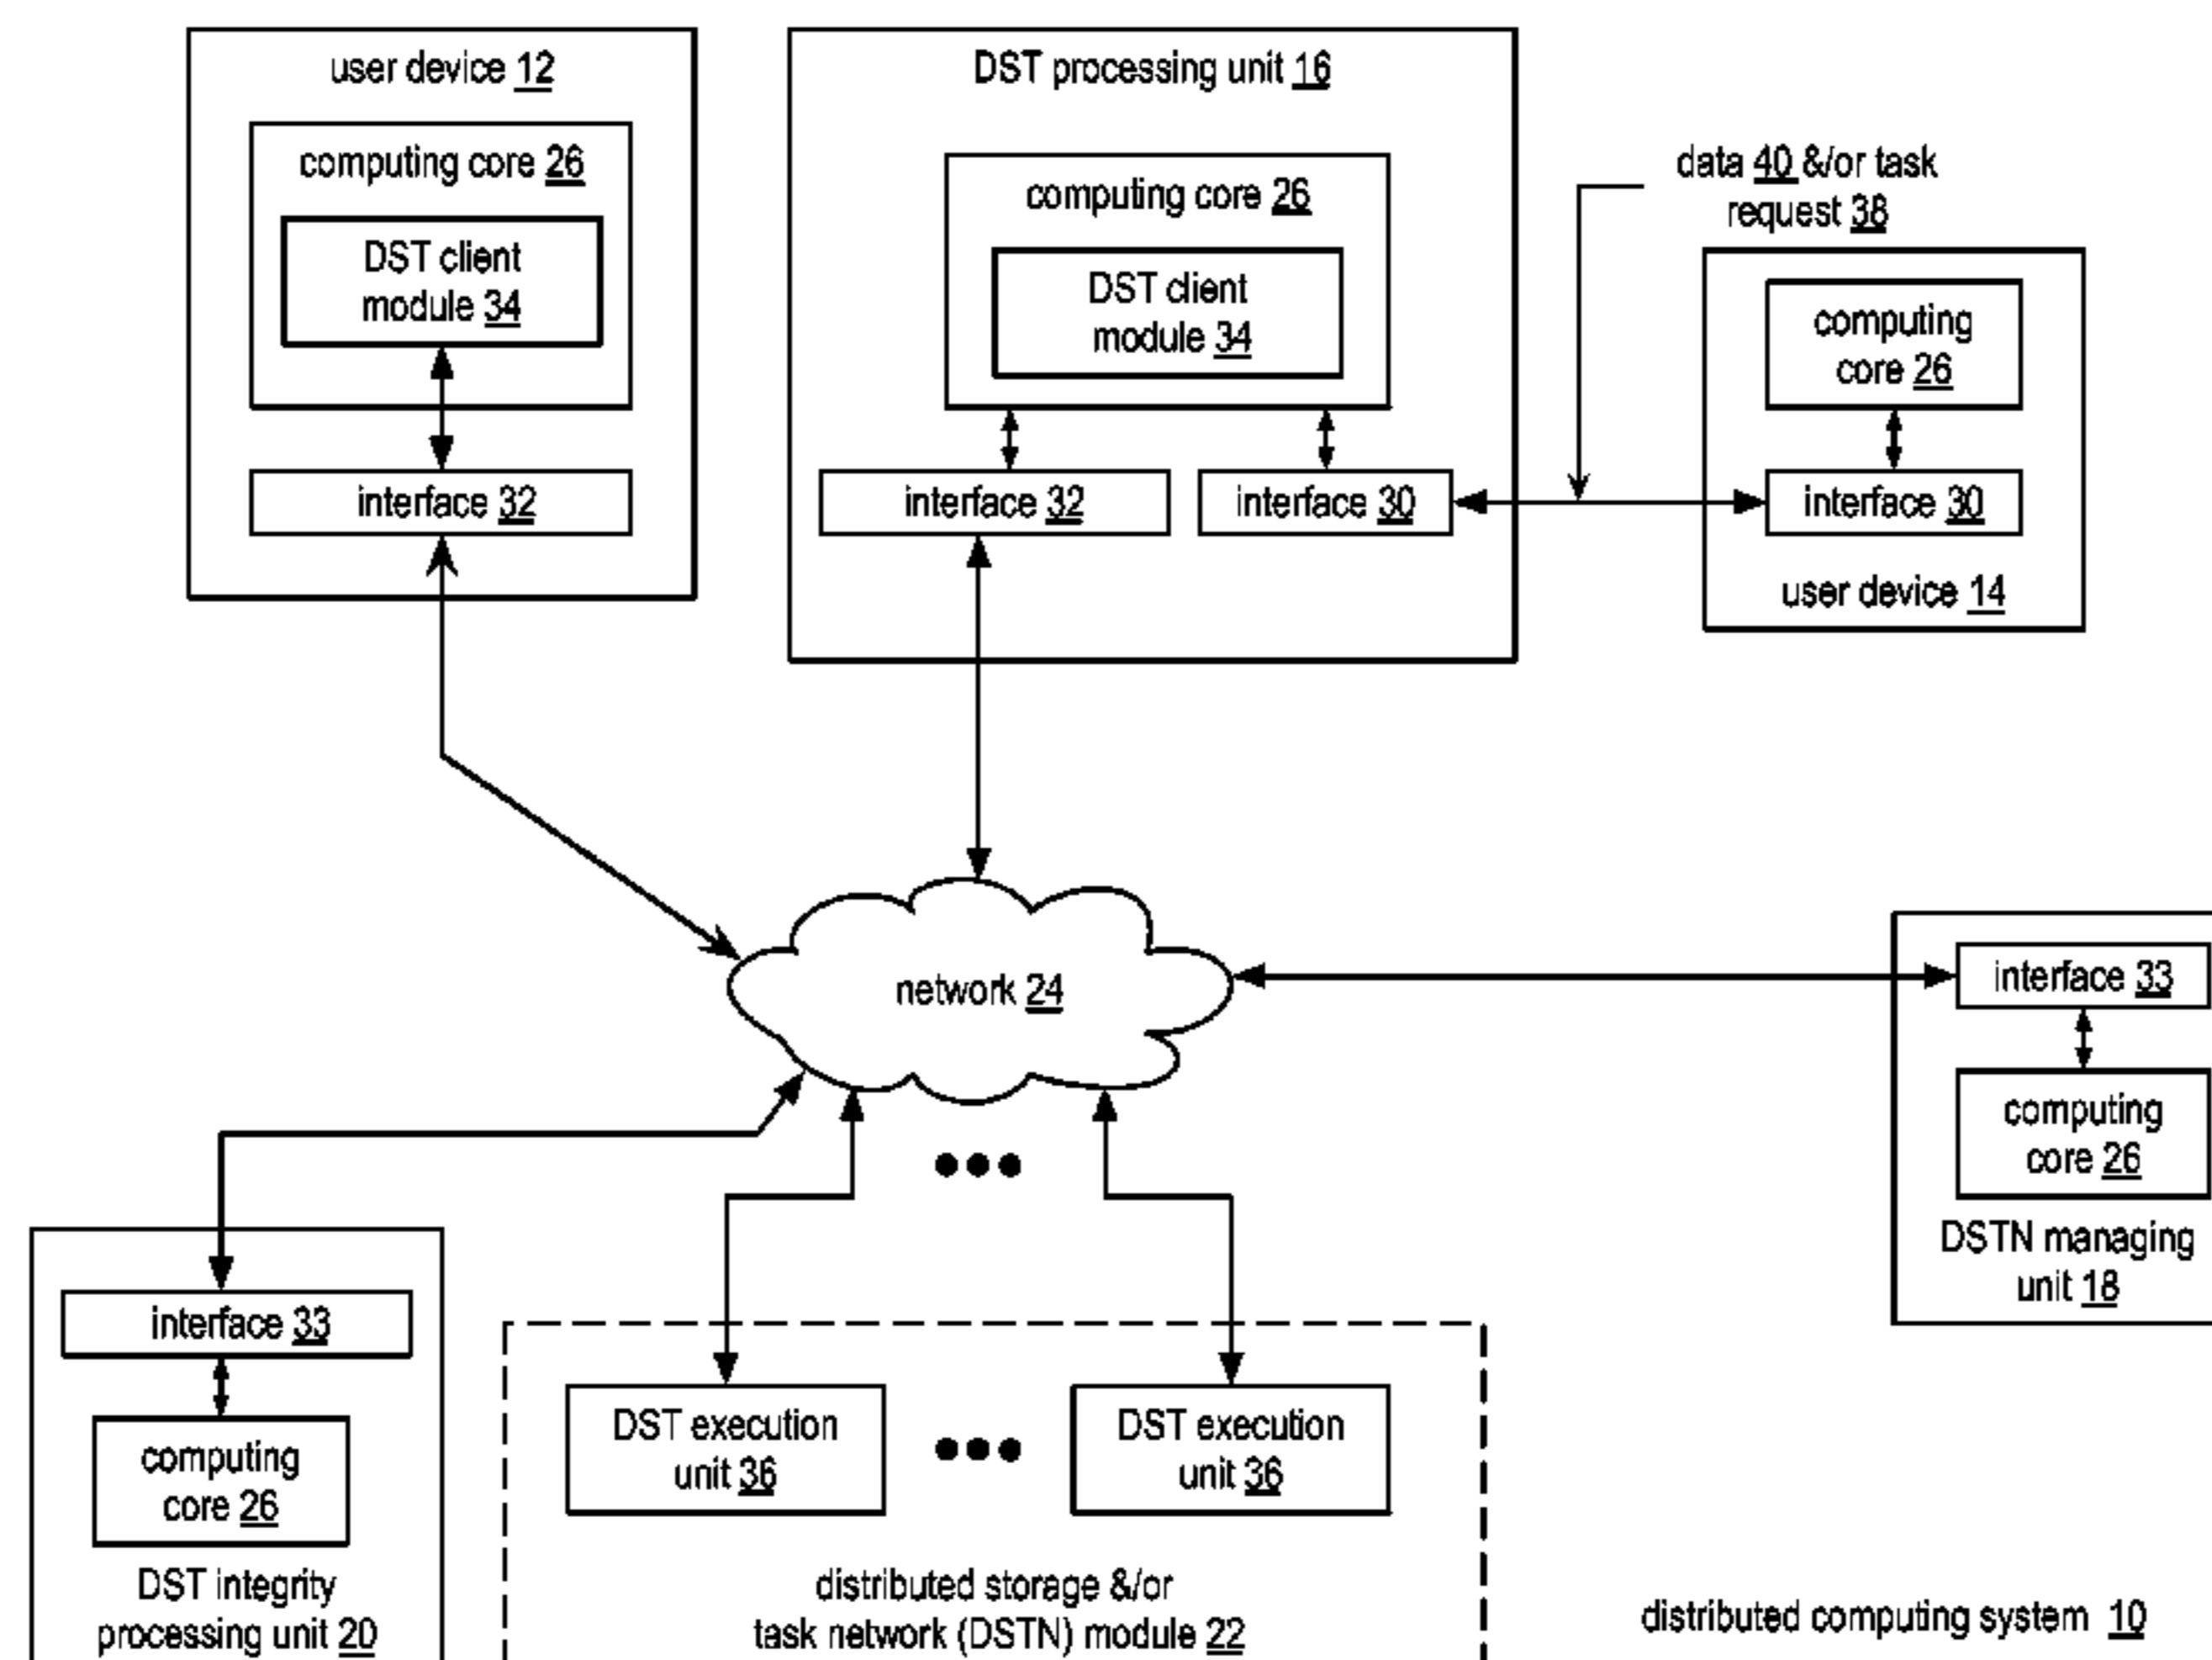 user device 12
computing core 26
DST client
module 34
interface 32
DST processing unit 16
computing core 26
DST client
module 34
interface 32
interface 30
data 40 &/or task
request 38
computing
core 26
interface 30
user device 14
network 24
interface 33
computing
core 26
DSTN managing
unit 18
interface 33
computing
core 26
DST integrity
processing unit 20
DST execution
unit 36
DST execution
unit 36
distributed storage &/or
task network (DSTN) module 22
distributed computing system 10